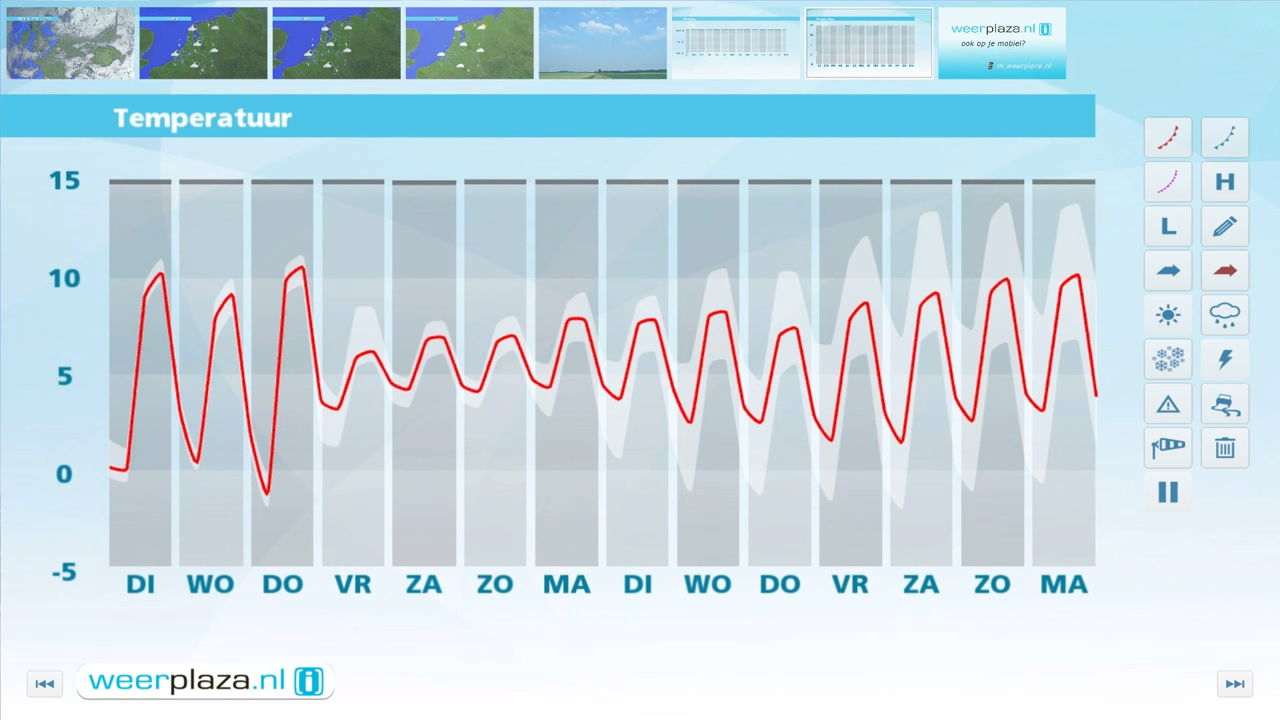 weerplaza.nl i
ook op je mobiel?
m.weerplaza.nl
Temperatuur
15
10
5
0
-5
DI WO DO VR ZA ZO MA DI WO DO VR ZA ZO MA
H
L
weerplaza.nl i